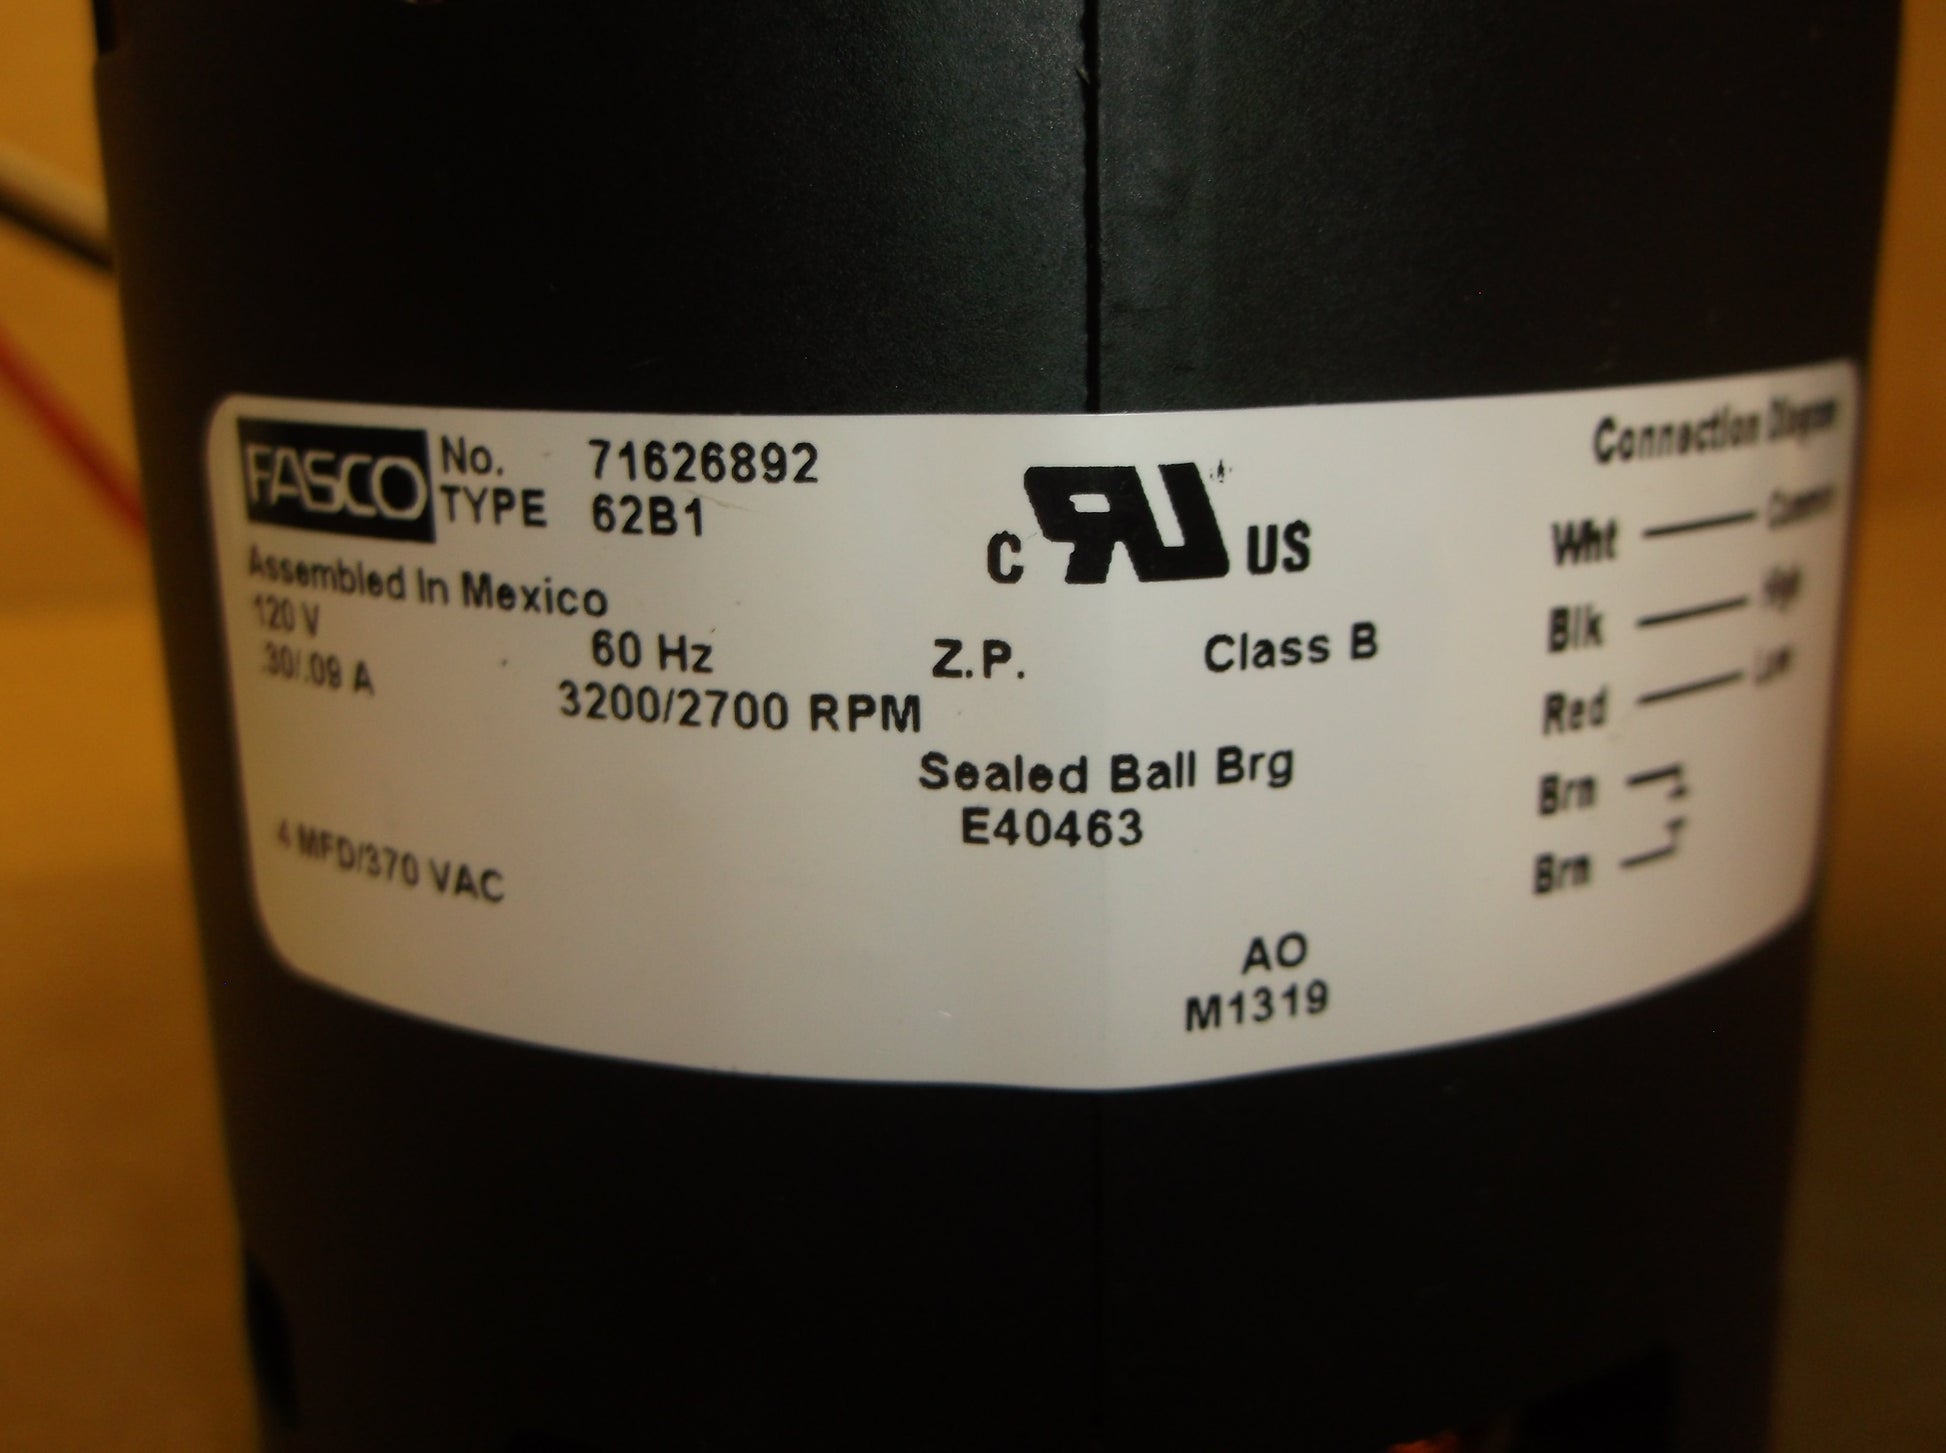 FASCO No. 71626892
TYPE 62B1
Assembled In Mexico
120 V 60 Hz Z.P. Class B
.30/.09 A 3200/2700 RPM
Sealed Ball Brg
E40463
4 MFD/370 VAC
AO
M1319
C RU US
Connection Diagram
Wht Common
Blk High
Red Low
Brn
Brn